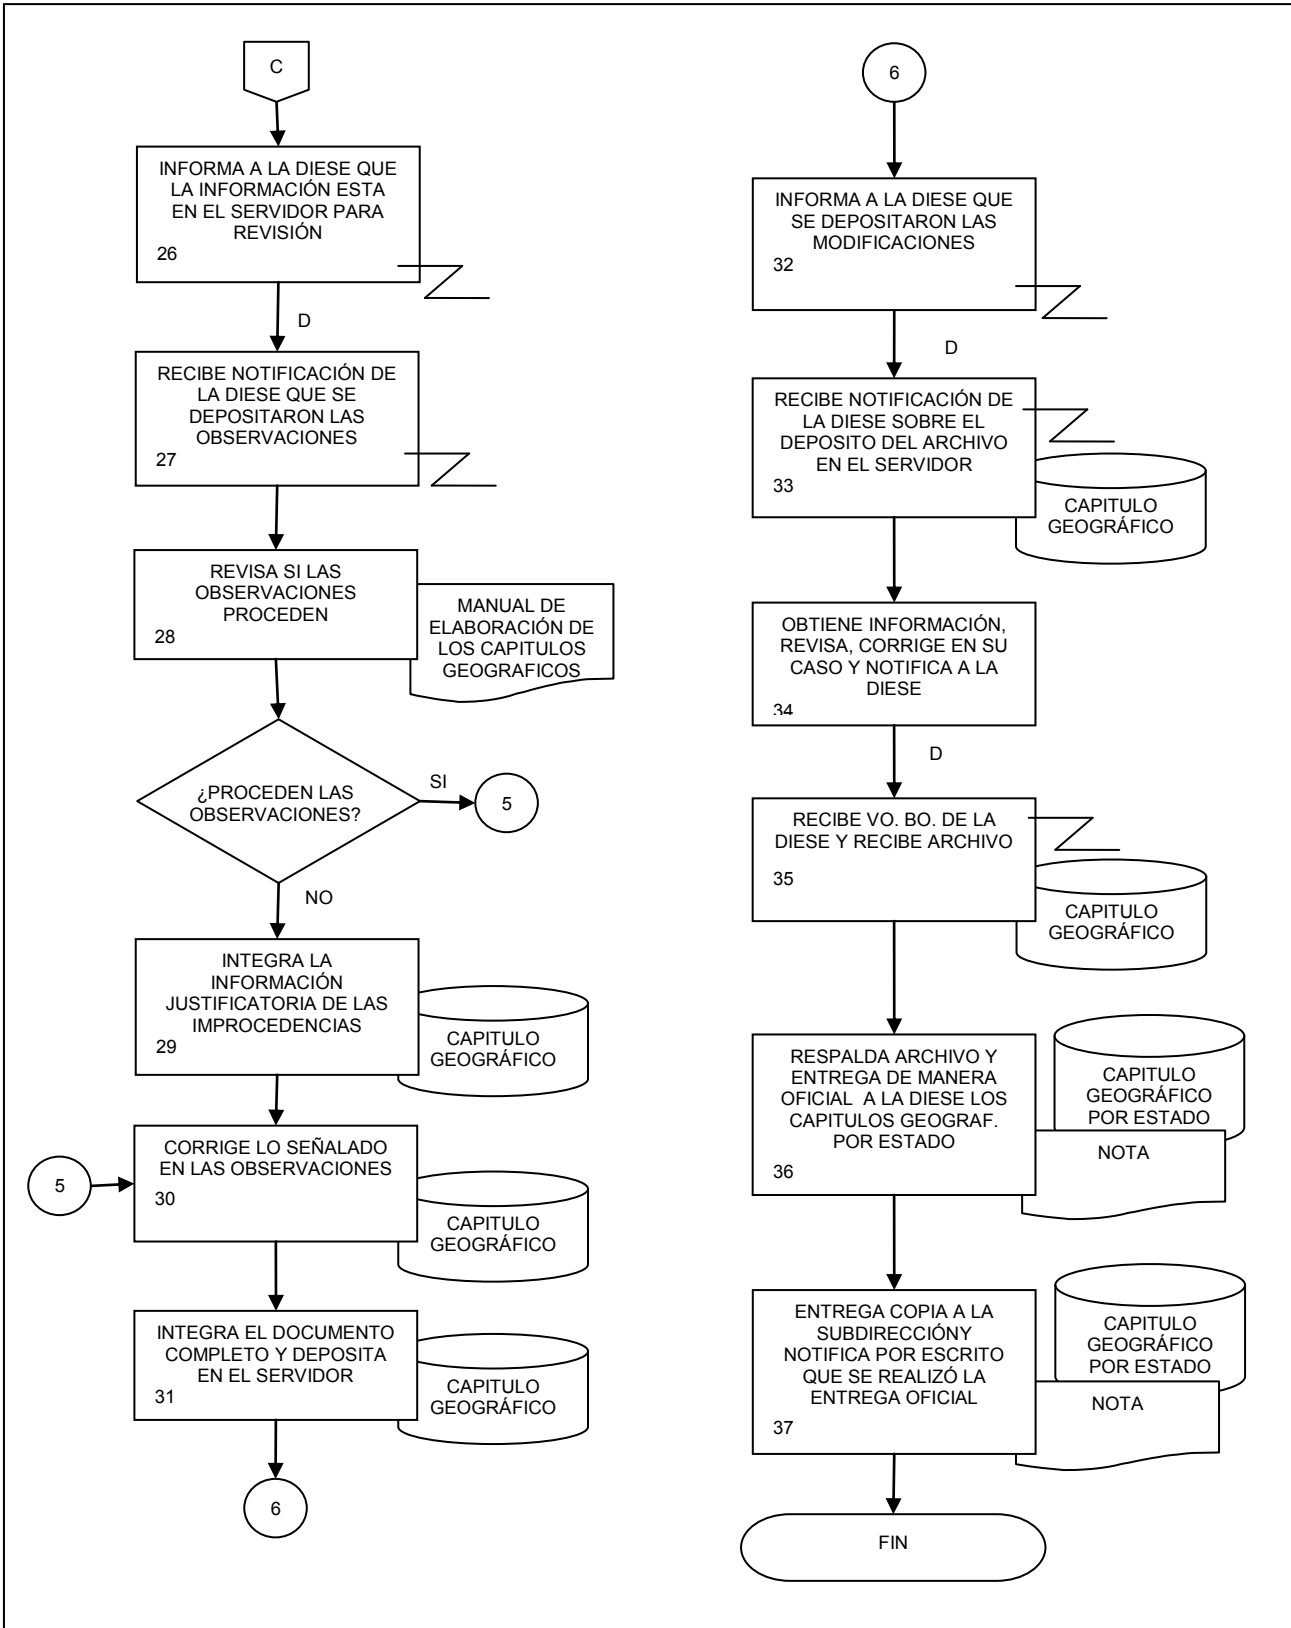 C
INFORMA A LA DIESE QUE
LA INFORMACIÓN ESTA
EN EL SERVIDOR PARA
REVISIÓN
26
D
RECIBE NOTIFICACIÓN DE
LA DIESE QUE SE
DEPOSITARON LAS
OBSERVACIONES
27
REVISA SI LAS
OBSERVACIONES
PROCEDEN
28
MANUAL DE
ELABORACIÓN DE
LOS CAPITULOS
GEOGRAFICOS
¿PROCEDEN LAS
OBSERVACIONES?
SI
5
NO
INTEGRA LA
INFORMACIÓN
JUSTIFICATORIA DE LAS
IMPROCEDENCIAS
29
CAPITULO
GEOGRÁFICO
5
CORRIGE LO SEÑALADO
EN LAS OBSERVACIONES
30
CAPITULO
GEOGRÁFICO
INTEGRA EL DOCUMENTO
COMPLETO Y DEPOSITA
EN EL SERVIDOR
31
CAPITULO
GEOGRÁFICO
6
6
INFORMA A LA DIESE QUE
SE DEPOSITARON LAS
MODIFICACIONES
32
D
RECIBE NOTIFICACIÓN DE
LA DIESE SOBRE EL
DEPOSITO DEL ARCHIVO
EN EL SERVIDOR
33
CAPITULO
GEOGRÁFICO
OBTIENE INFORMACIÓN,
REVISA, CORRIGE EN SU
CASO Y NOTIFICA A LA
DIESE
34
D
RECIBE VO. BO. DE LA
DIESE Y RECIBE ARCHIVO
35
CAPITULO
GEOGRÁFICO
RESPALDA ARCHIVO Y
ENTREGA DE MANERA
OFICIAL A LA DIESE LOS
CAPITULOS GEOGRAF.
POR ESTADO
36
CAPITULO
GEOGRÁFICO
POR ESTADO
NOTA
ENTREGA COPIA A LA
SUBDIRECCIÓNY
NOTIFICA POR ESCRITO
QUE SE REALIZÓ LA
ENTREGA OFICIAL
37
CAPITULO
GEOGRÁFICO
POR ESTADO
NOTA
FIN